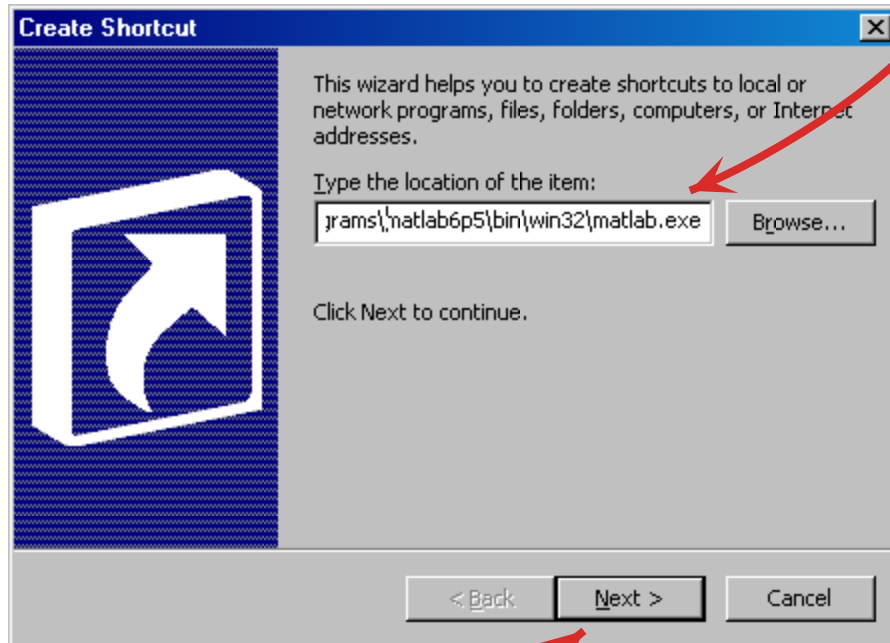 Create Shortcut
This wizard helps you to create shortcuts to local or
network programs, files, folders, computers, or Internet
addresses.
Type the location of the item:
grams\matlab6p5\bin\win32\matlab.exe
Browse...
Click Next to continue.
< Back
Next >
Cancel